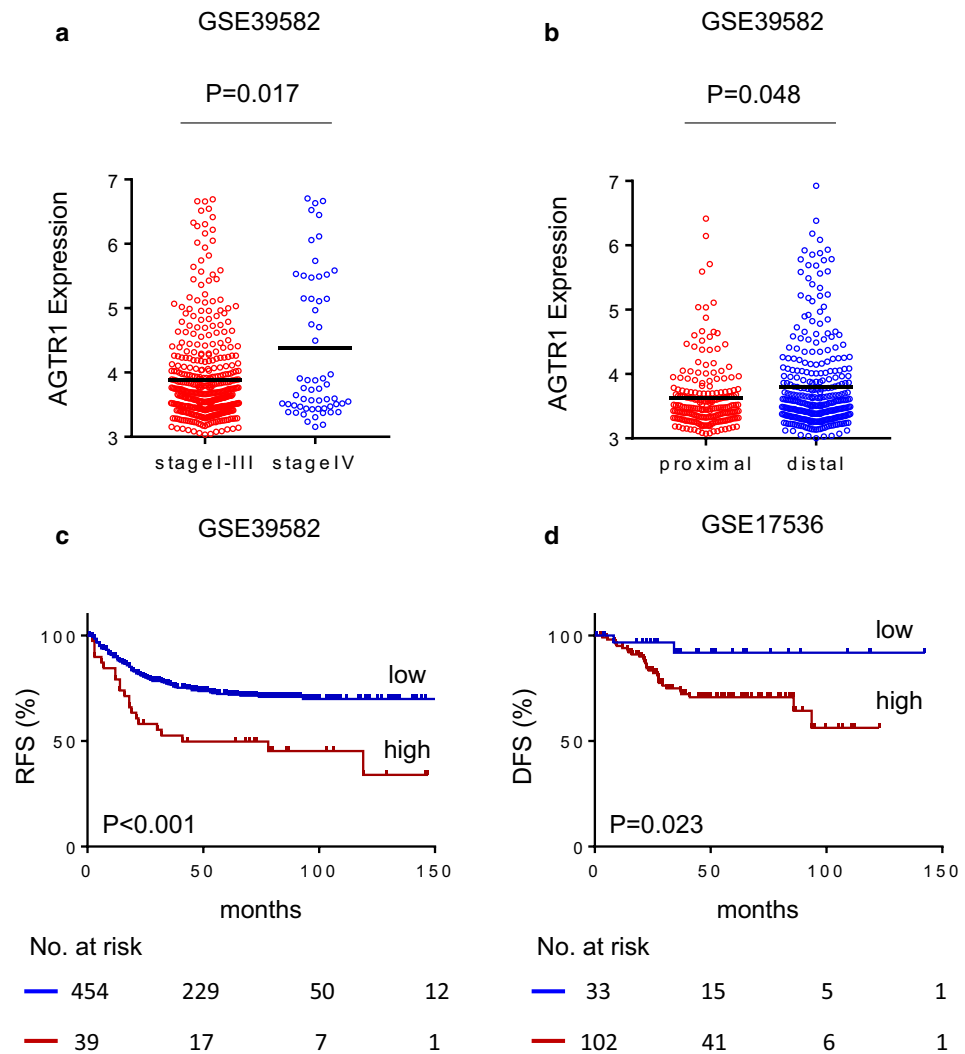 a
GSE39582
P=0.017
AGTR1 Expression
7
6
5
4
3
stageI-III stageIV
b
GSE39582
P=0.048
AGTR1 Expression
7
6
5
4
3
proximal distal
c
GSE39582
RFS (%)
100
50
0
low
high
P<0.001
0 50 100 150
months
No. at risk
454 229 50 12
39 17 7 1
d
GSE17536
DFS (%)
100
50
0
low
high
P=0.023
0 50 100 150
months
No. at risk
33 15 5 1
102 41 6 1